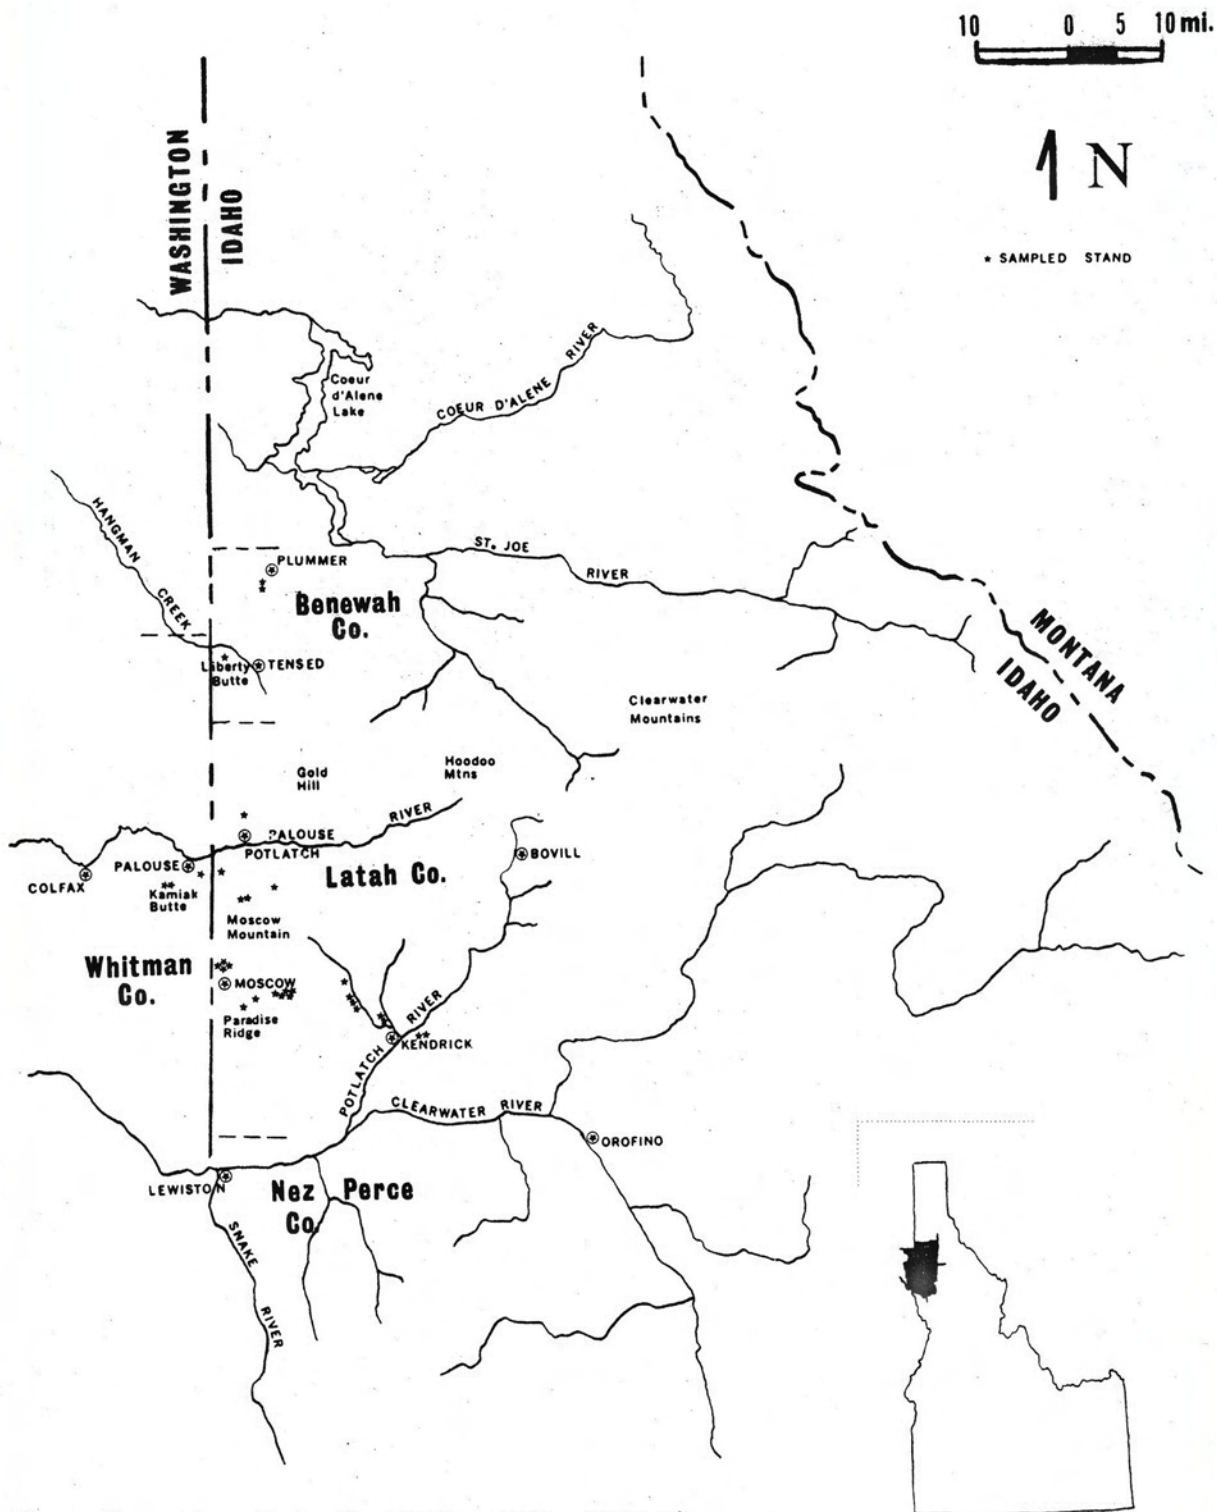 10 0 5 10 mi.
N
* SAMPLED STAND
WASHINGTON
IDAHO
Coeur
d'Alene
Lake
COEUR D'ALENE RIVER
HANGMAN CREEK
PLUMMER
ST. JOE RIVER
Benewah
Co.
Liberty
Butte
TENSED
MONTANA
IDAHO
Clearwater
Mountains
Gold
Hill
Hoodoo
Mtns
PALOUSE RIVER
POTLATCH
PALOUSE
COLFAX
Kamiak
Butte
Latah Co.
BOVILL
Moscow
Mountain
Whitman
Co.
MOSCOW
Paradise
Ridge
POTLATCH RIVER
KENDRICK
CLEARWATER RIVER
OROFINO
LEWISTON
Nez Perce
Co.
SNAKE RIVER